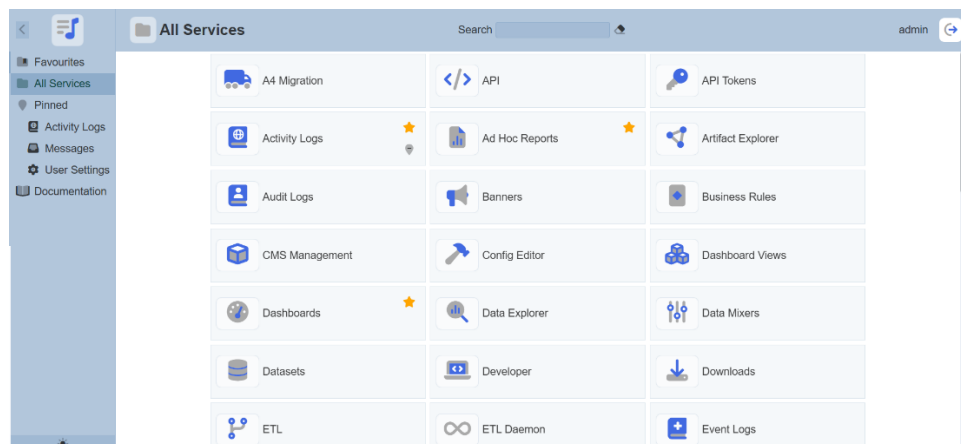 All Services
Search
admin
Favourites
All Services
Pinned
Activity Logs
Messages
User Settings
Documentation
A4 Migration
API
API Tokens
Activity Logs
Ad Hoc Reports
Artifact Explorer
Audit Logs
Banners
Business Rules
CMS Management
Config Editor
Dashboard Views
Dashboards
Data Explorer
Data Mixers
Datasets
Developer
Downloads
ETL
ETL Daemon
Event Logs